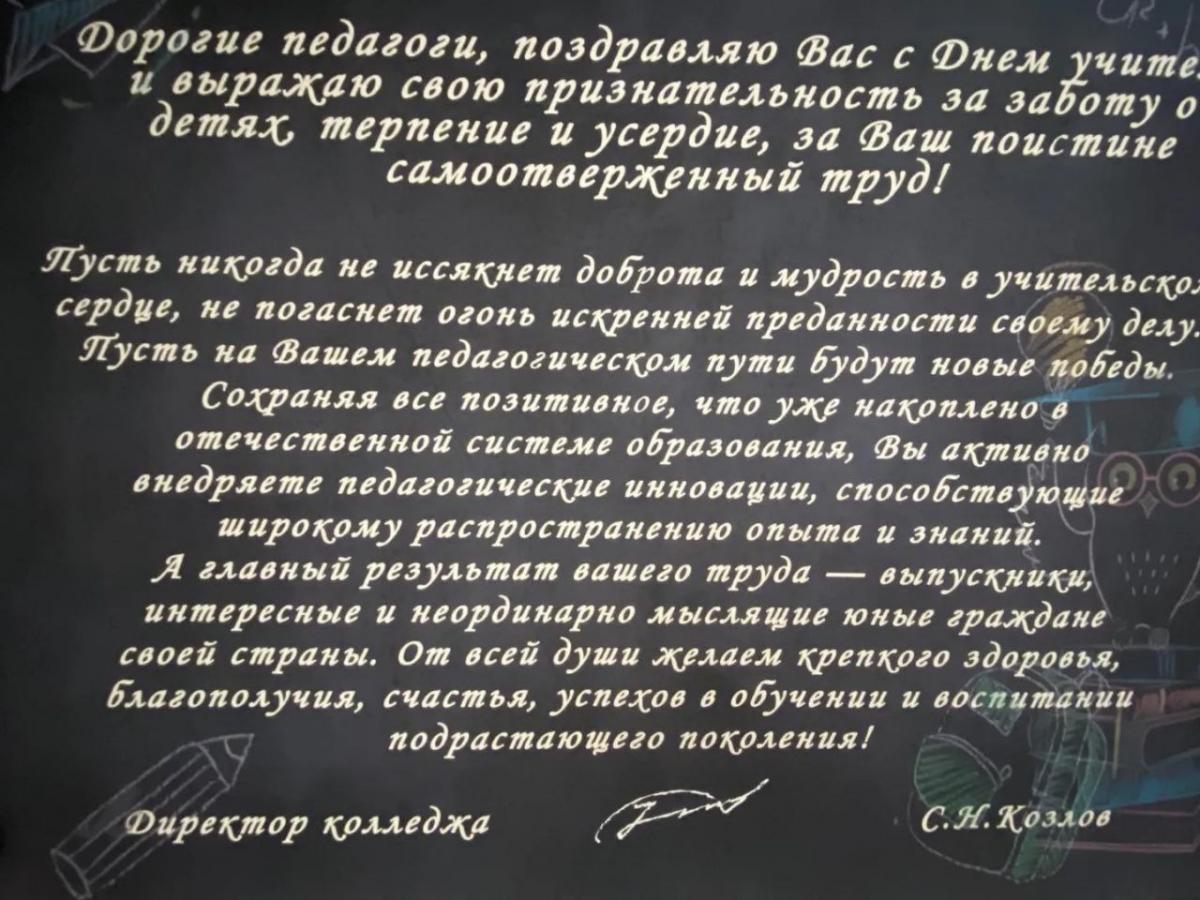 Дорогие педагоги, поздравляю Вас с Днем учите
и выражаю свою признательность за заботу о
детях, терпение и усердие, за Ваш поистине
самоотверженный труд!
Пусть никогда не иссякнет доброта и мудрость в учительском
сердце, не погаснет огонь искренней преданности своему делу.
Пусть на Вашем педагогическом пути будут новые победы.
Сохраняя все позитивное, что уже накоплено в
отечественной системе образования, Вы активно
внедряете педагогические инновации, способствующие
широкому распространению опыта и знаний.
А главный результат вашего труда — выпускники,
интересные и неординарно мыслящие юные граждане
своей страны. От всей души желаем крепкого здоровья,
благополучия, счастья, успехов в обучении и воспитании
подрастающего поколения!
Директор колледжа С.Н.Козлов